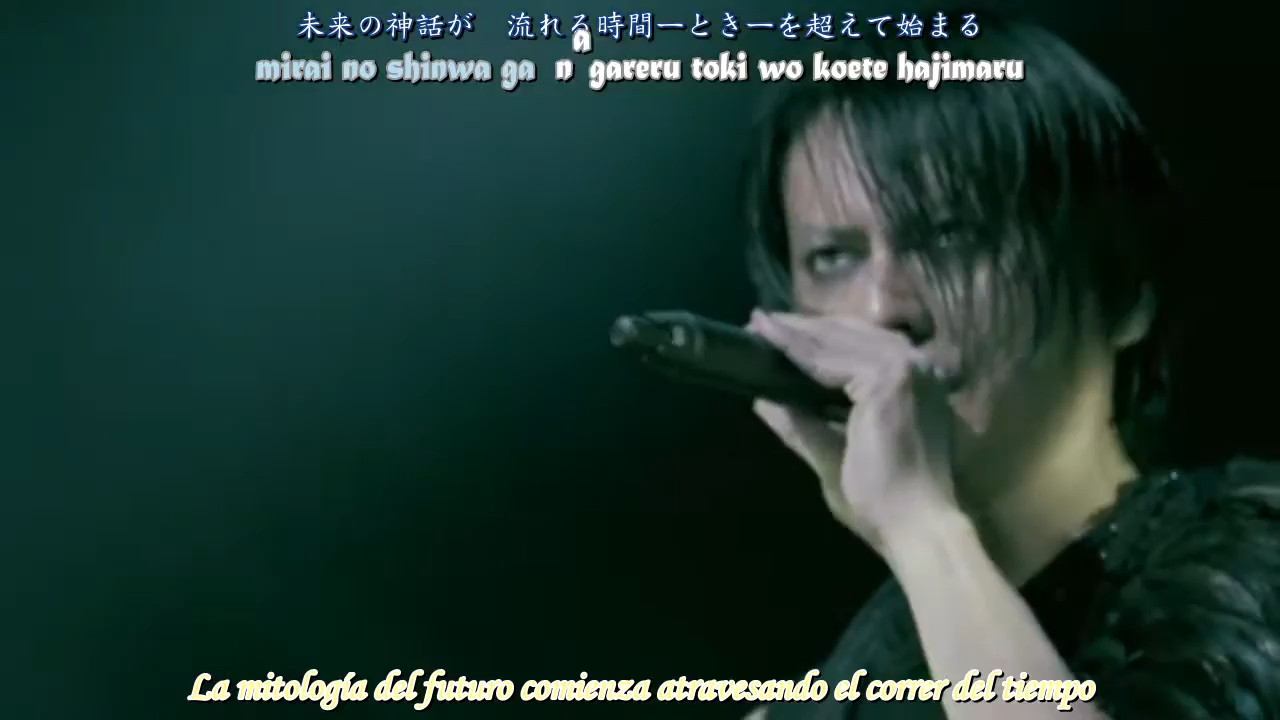 未来の神話が　流れる時間ーときーを超えて始まる
mirai no shinwa ga nagareru toki wo koete hajimaru
La mitología del futuro comienza atravesando el correr del tiempo